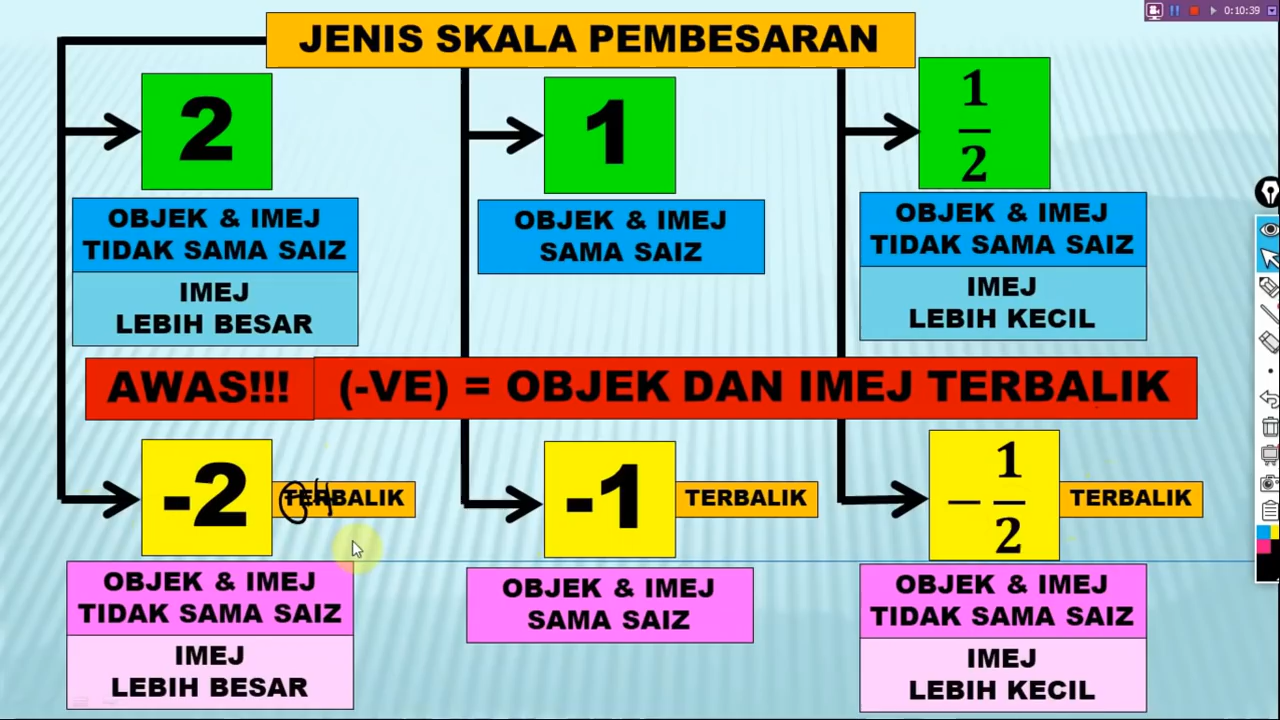 0:10:39
JENIS SKALA PEMBESARAN
2
OBJEK & IMEJ
TIDAK SAMA SAIZ
IMEJ
LEBIH BESAR
1
OBJEK & IMEJ
SAMA SAIZ
1
2
OBJEK & IMEJ
TIDAK SAMA SAIZ
IMEJ
LEBIH KECIL
AWAS!!! (-VE) = OBJEK DAN IMEJ TERBALIK
-2 TERBALIK
OBJEK & IMEJ
TIDAK SAMA SAIZ
IMEJ
LEBIH BESAR
-1 TERBALIK
OBJEK & IMEJ
SAMA SAIZ
1
− TERBALIK
2
OBJEK & IMEJ
TIDAK SAMA SAIZ
IMEJ
LEBIH KECIL